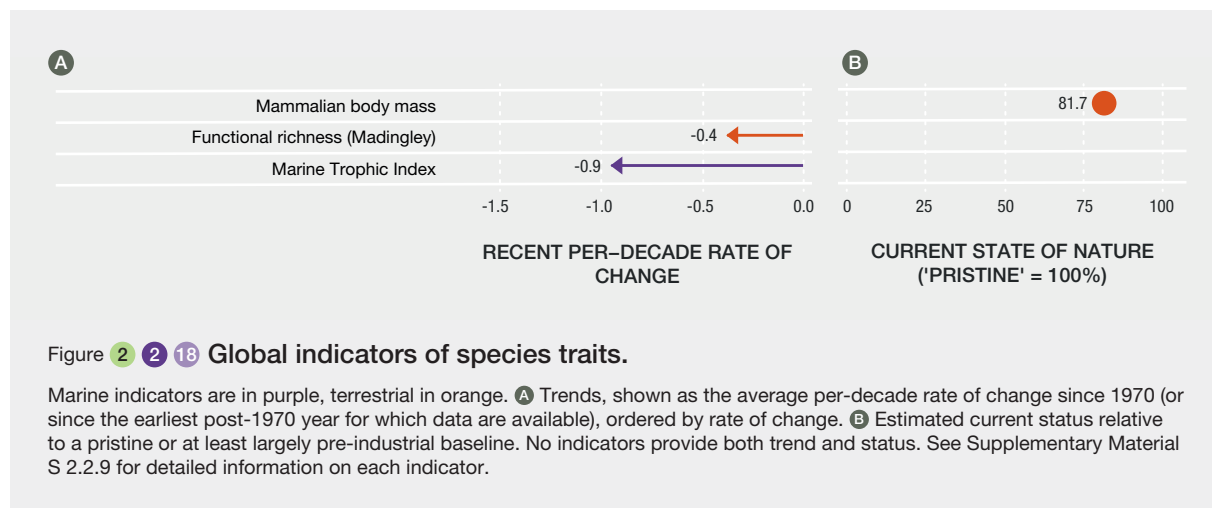 A
B
Mammalian body mass
81.7
Functional richness (Madingley)
-0.4
Marine Trophic Index
-0.9
-1.5 -1.0 -0.5 0.0
0 25 50 75 100
RECENT PER–DECADE RATE OF
CHANGE
CURRENT STATE OF NATURE
('PRISTINE' = 100%)
Figure 2 2 18 Global indicators of species traits.
Marine indicators are in purple, terrestrial in orange. A Trends, shown as the average per-decade rate of change since 1970 (or
since the earliest post-1970 year for which data are available), ordered by rate of change. B Estimated current status relative
to a pristine or at least largely pre-industrial baseline. No indicators provide both trend and status. See Supplementary Material
S 2.2.9 for detailed information on each indicator.